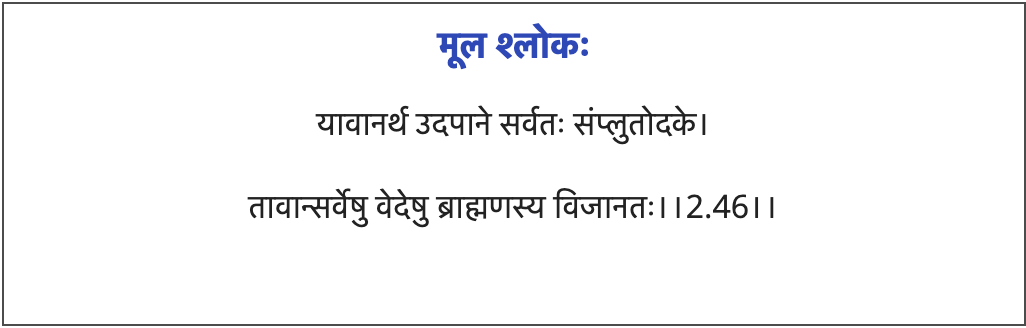 मूल श्लोकः
यावानर्थ उदपाने सर्वतः संप्लुतोदके।
तावान्सर्वेषु वेदेषु ब्राह्मणस्य विजानतः।।2.46।।